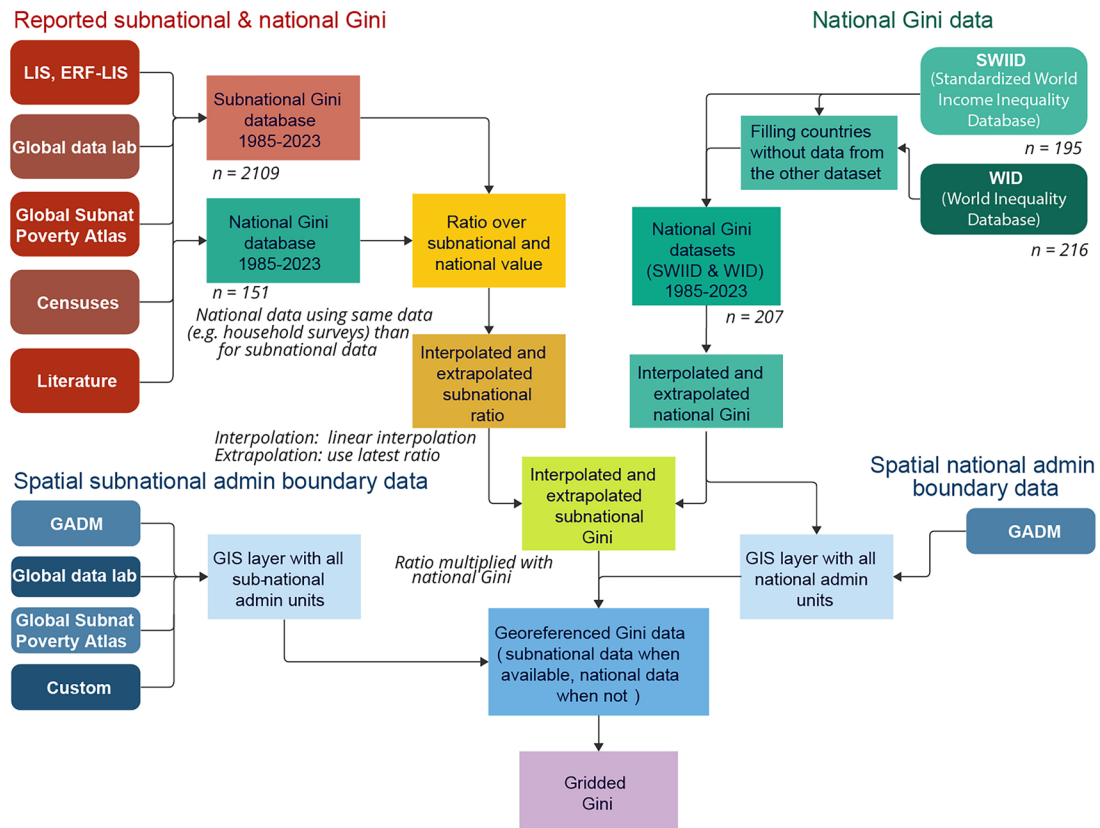 Reported subnational & national Gini
LIS, ERF-LIS
Global data lab
Global Subnat
Poverty Atlas
Censuses
Literature
Subnational Gini
database
1985-2023
n = 2109
National Gini
database
1985-2023
n = 151
National data using same data
(e.g. household surveys) than
for subnational data
Ratio over
subnational and
national value
Interpolated and
extrapolated
subnational
ratio
Interpolation: linear interpolation
Extrapolation: use latest ratio
National Gini data
SWIID
(Standardized World
Income Inequality
Database)
n = 195
Filling countries
without data from
the other dataset
WID
(World Inequality
Database)
n = 216
National Gini
datasets
(SWIID & WID)
1985-2023
n = 207
Interpolated and
extrapolated
national Gini
Interpolated and
extrapolated
subnational
Gini
Ratio multiplied with
national Gini
Spatial subnational admin boundary data
GADM
Global data lab
Global Subnat
Poverty Atlas
Custom
GIS layer with all
sub-national
admin units
Spatial national admin
boundary data
GADM
GIS layer with all
national admin
units
Georeferenced Gini data
( subnational data when
available, national data
when not )
Gridded
Gini